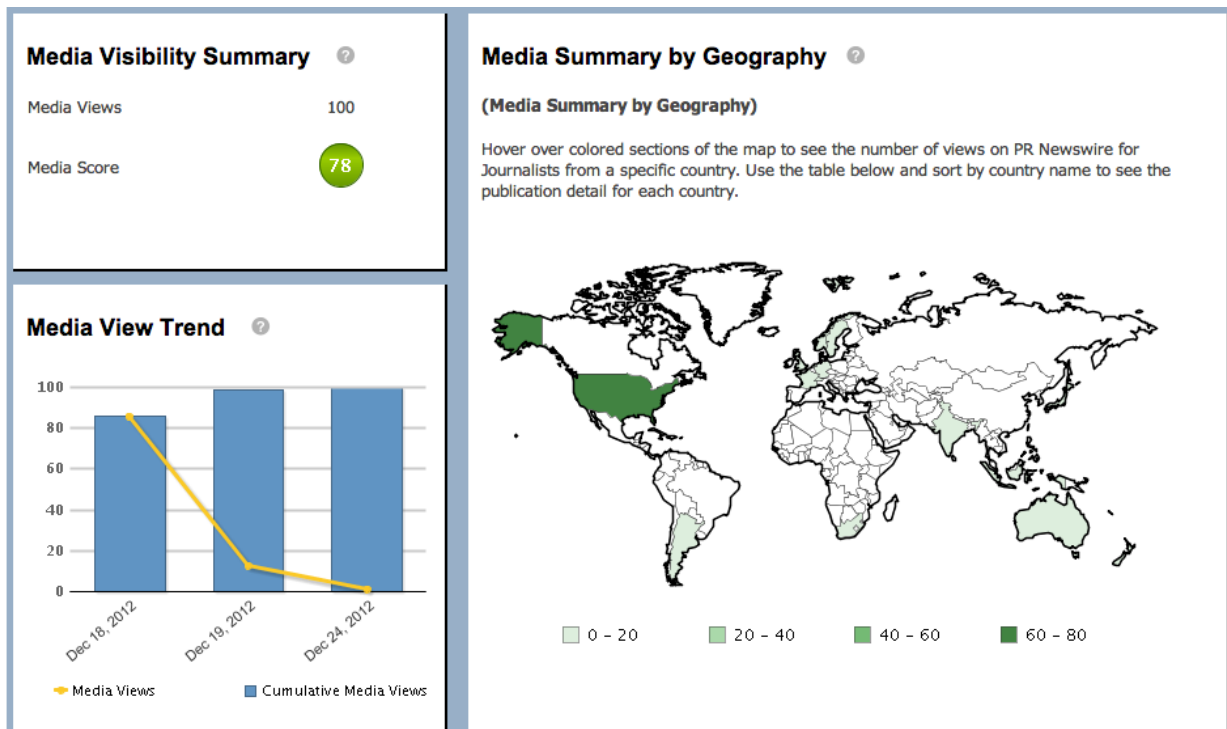 Media Visibility Summary ?
Media Views 100
Media Score 78
Media View Trend ?
100
80
60
40
20
0
Dec 18, 2012
Dec 19, 2012
Dec 24, 2012
Media Views
Cumulative Media Views
Media Summary by Geography ?
(Media Summary by Geography)
Hover over colored sections of the map to see the number of views on PR Newswire for
Journalists from a specific country. Use the table below and sort by country name to see the
publication detail for each country.
0 – 20
20 – 40
40 – 60
60 – 80